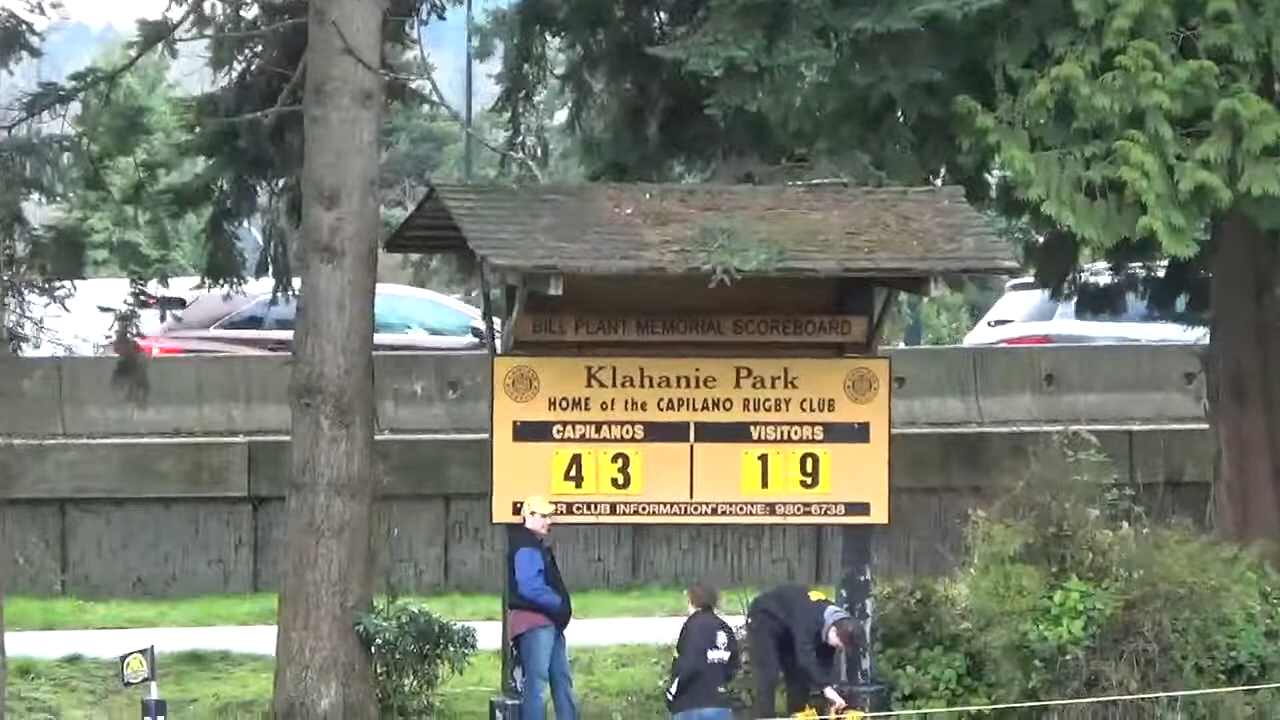 BILL PLANT MEMORIAL SCOREBOARD
Klahanie Park
HOME of the CAPILANO RUGBY CLUB
CAPILANOS VISITORS
43 19
CLUB INFORMATION PHONE: 980-6738